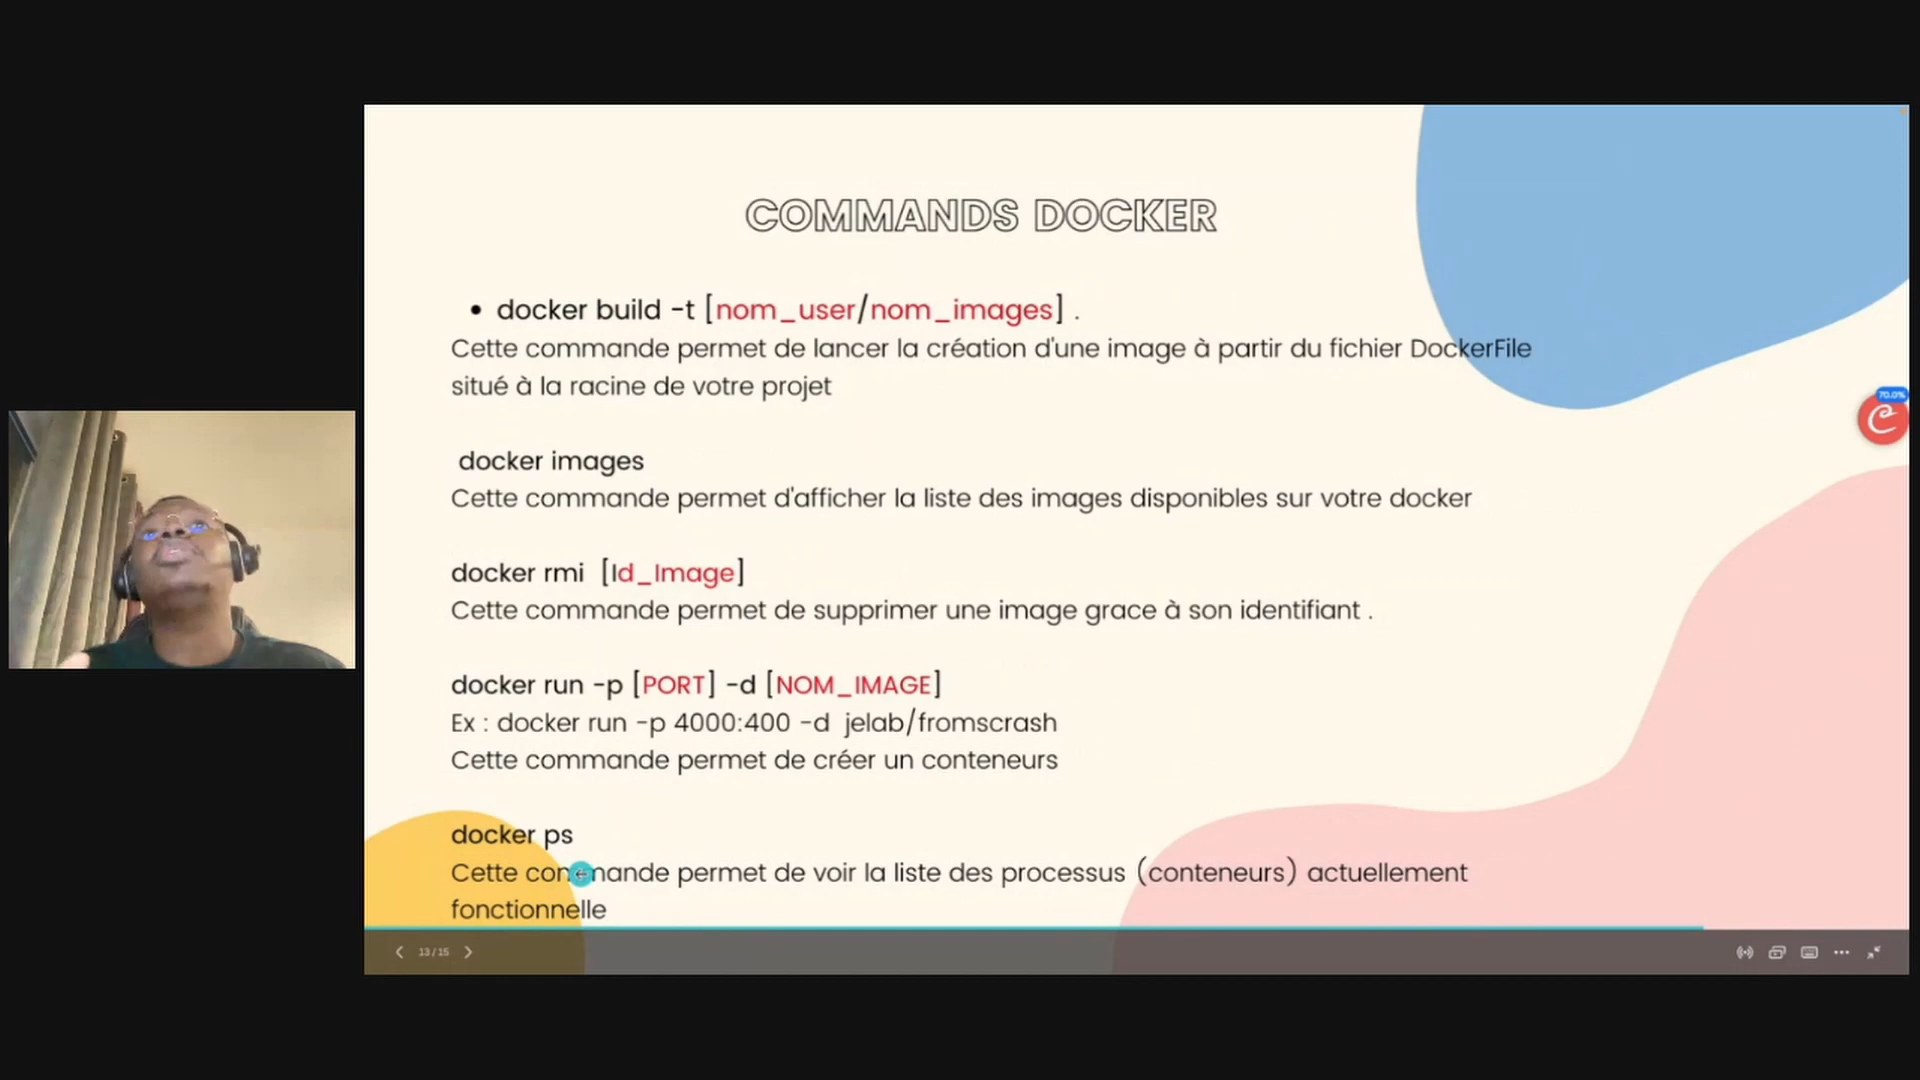 COMMANDS DOCKER
• docker build -t [nom_user/nom_images] .
Cette commande permet de lancer la création d'une image à partir du fichier DockerFile
situé à la racine de votre projet
docker images
Cette commande permet d'afficher la liste des images disponibles sur votre docker
docker rmi [Id_Image]
Cette commande permet de supprimer une image grace à son identifiant .
docker run -p [PORT] -d [NOM_IMAGE]
Ex : docker run -p 4000:400 -d jelab/fromscrash
Cette commande permet de créer un conteneurs
docker ps
Cette commande permet de voir la liste des processus (conteneurs) actuellement
fonctionnelle
13 / 15
70.0%